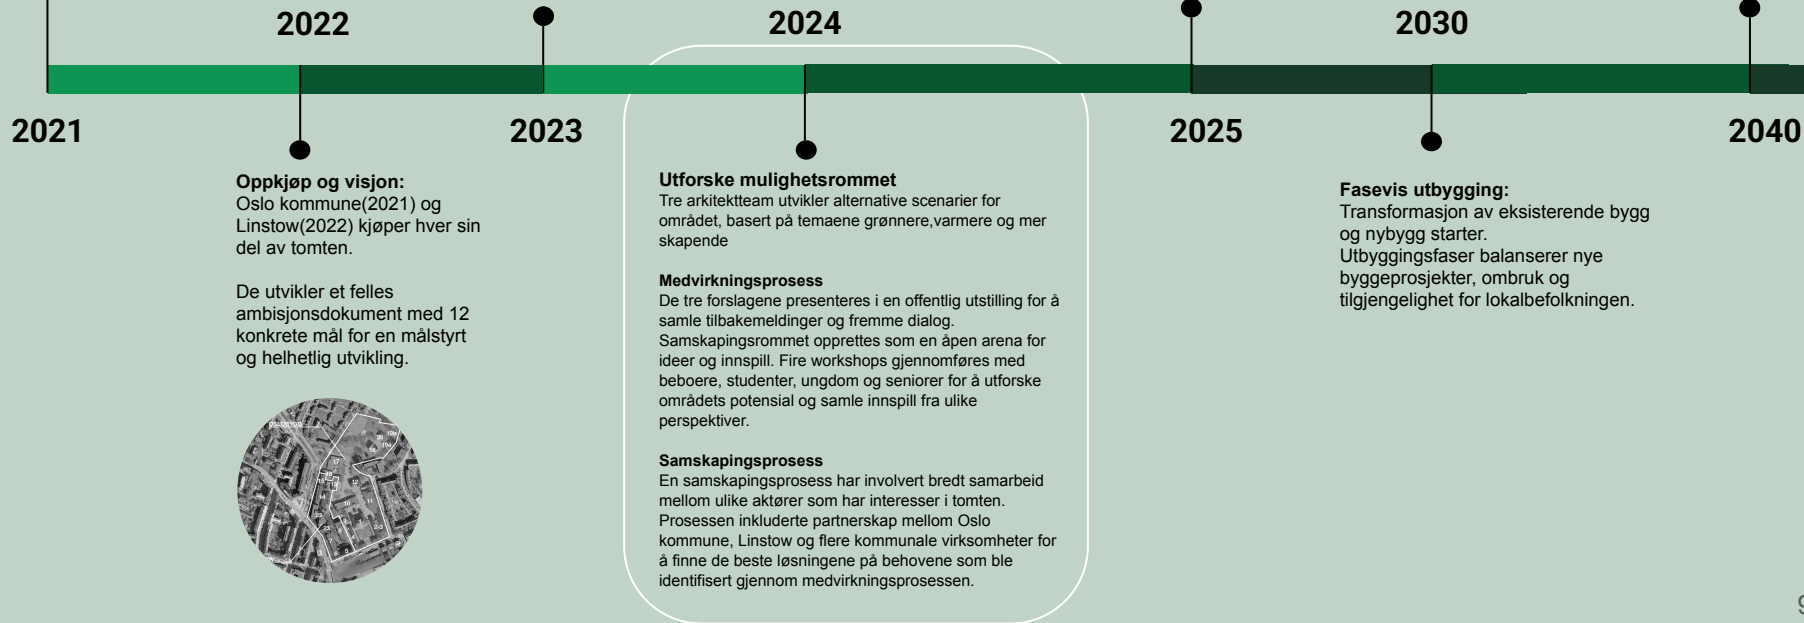 2022
2024
2030
2021
2023
2025
2040
Oppkjøp og visjon:
Oslo kommune(2021) og
Linstow(2022) kjøper hver sin
del av tomten.
De utvikler et felles
ambisjonsdokument med 12
konkrete mål for en målstyrt
og helhetlig utvikling.
Utforske mulighetsrommet
Tre arkitektteam utvikler alternative scenarier for
området, basert på temaene grønnere,varmere og mer
skapende
Medvirkningsprosess
De tre forslagene presenteres i en offentlig utstilling for å
samle tilbakemeldinger og fremme dialog.
Samskapingsrommet opprettes som en åpen arena for
ideer og innspill. Fire workshops gjennomføres med
beboere, studenter, ungdom og seniorer for å utforske
områdets potensial og samle innspill fra ulike
perspektiver.
Samskapingsprosess
En samskapingsprosess har involvert bredt samarbeid
mellom ulike aktører som har interesser i tomten.
Prosessen inkluderte partnerskap mellom Oslo
kommune, Linstow og flere kommunale virksomheter for
å finne de beste løsningene på behovene som ble
identifisert gjennom medvirkningsprosessen.
Fasevis utbygging:
Transformasjon av eksisterende bygg
og nybygg starter.
Utbyggingsfaser balanserer nye
byggeprosjekter, ombruk og
tilgjengelighet for lokalbefolkningen.